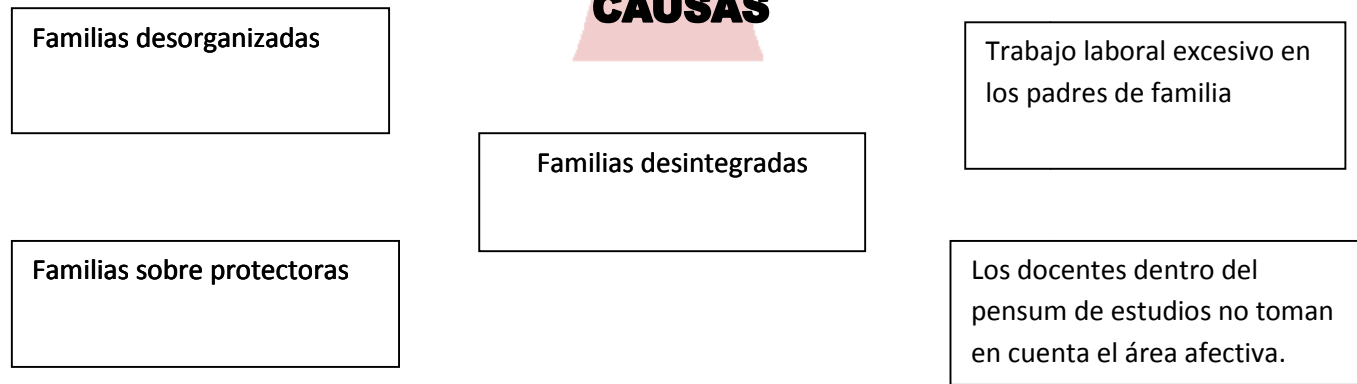 CAUSAS
Familias desorganizadas
Trabajo laboral excesivo en
los padres de familia
Familias desintegradas
Familias sobre protectoras
Los docentes dentro del
pensum de estudios no toman
en cuenta el área afectiva.